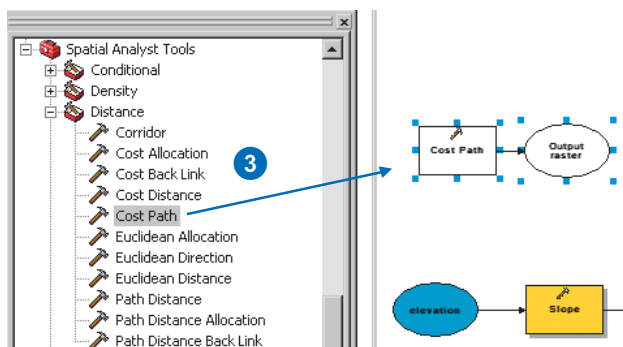 Spatial Analyst Tools
Conditional
Density
Distance
Corridor
Cost Allocation
Cost Back Link
Cost Distance
Cost Path
Euclidean Allocation
Euclidean Direction
Euclidean Distance
Path Distance
Path Distance Allocation
Path Distance Back Link
3
Cost Path
Output
raster
elevation
Slope